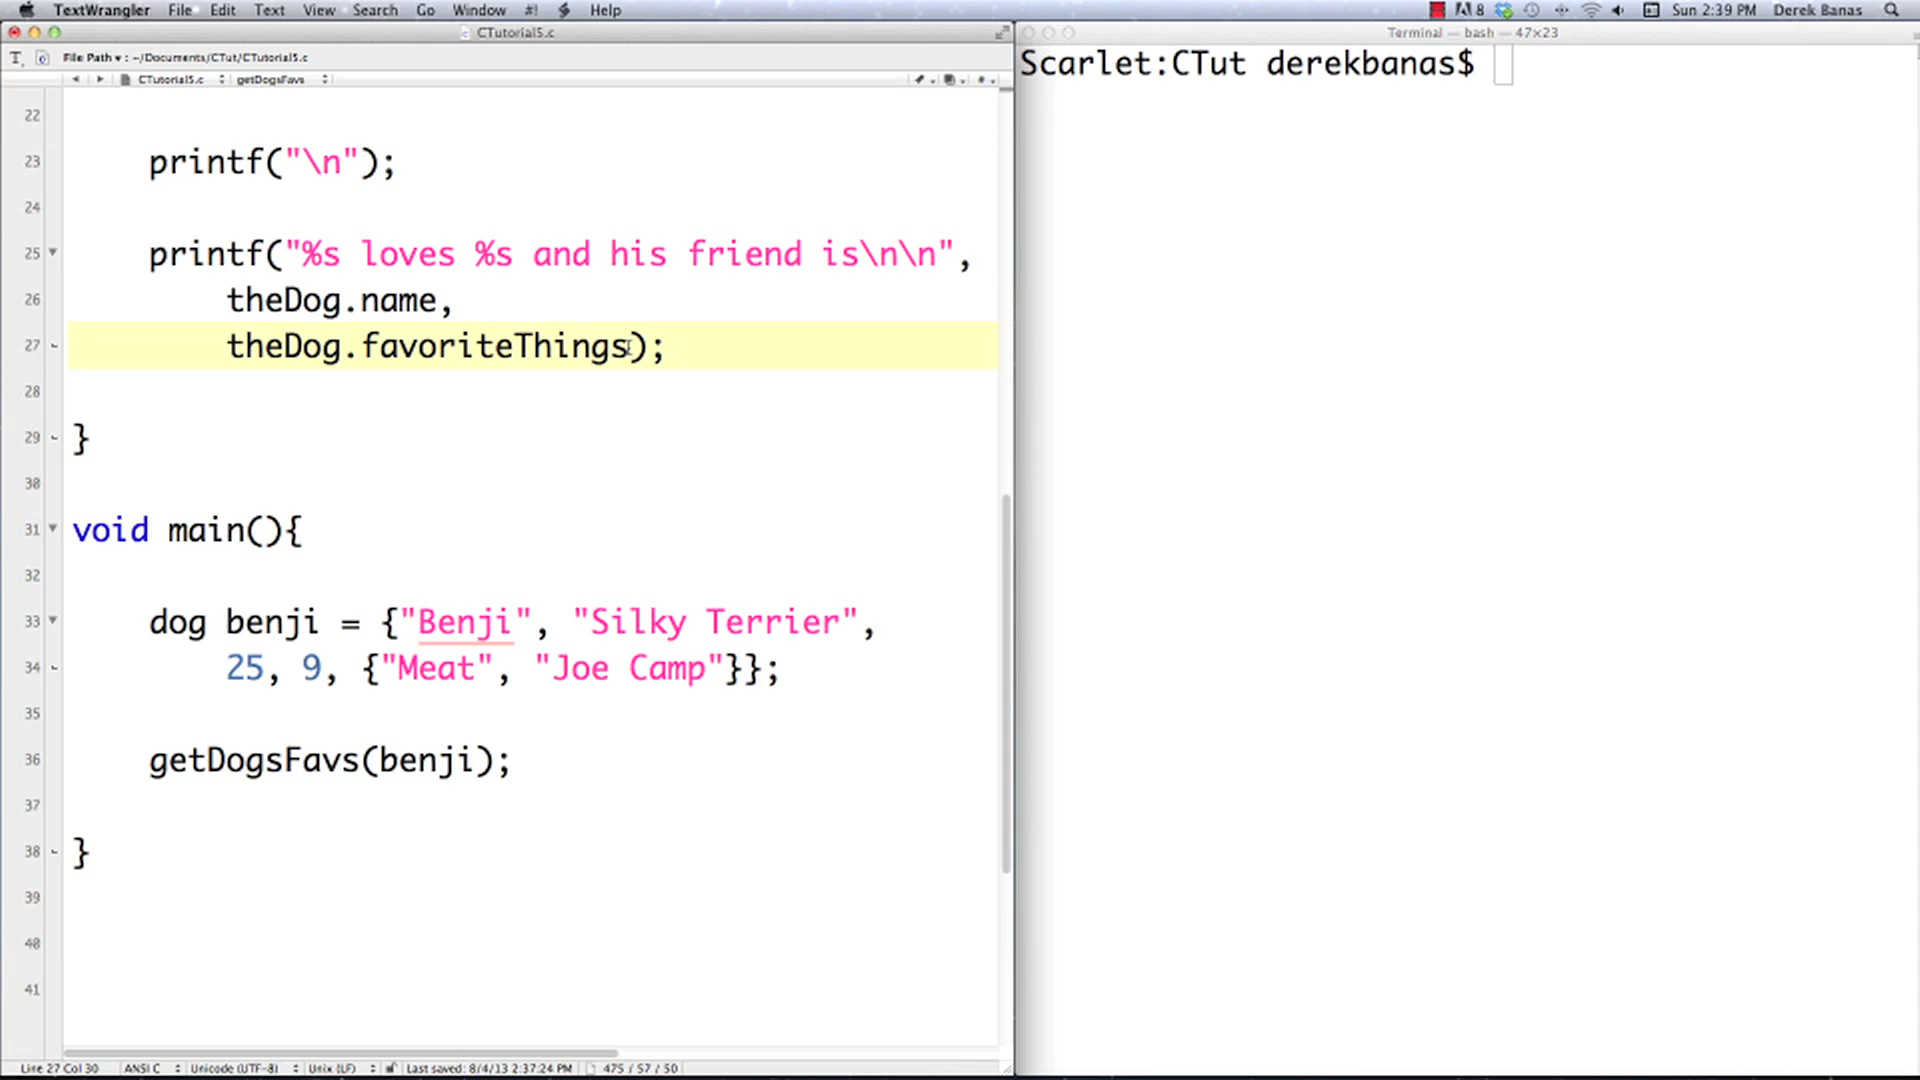 TextWrangler File Edit Text View Search Go Window #! Help
8 Sun 2:39 PM Derek Banas
CTutorial5.c
File Path ▾ : ~/Documents/CTut/CTutorial5.c
CTutorial5.c getDogsFavs
22
23 printf("\n");
24
25 printf("%s loves %s and his friend is\n\n",
26 theDog.name,
27 theDog.favoriteThings);
28
29 }
30
31 void main(){
32
33 dog benji = {"Benji", "Silky Terrier",
34 25, 9, {"Meat", "Joe Camp"}};
35
36 getDogsFavs(benji);
37
38 }
39
40
41
Line 27 Col 30 ANSI C Unicode (UTF-8) Unix (LF) Last saved: 8/4/13 2:37:24 PM 475 / 57 / 50
Terminal — bash — 47×23
Scarlet:CTut derekbanas$